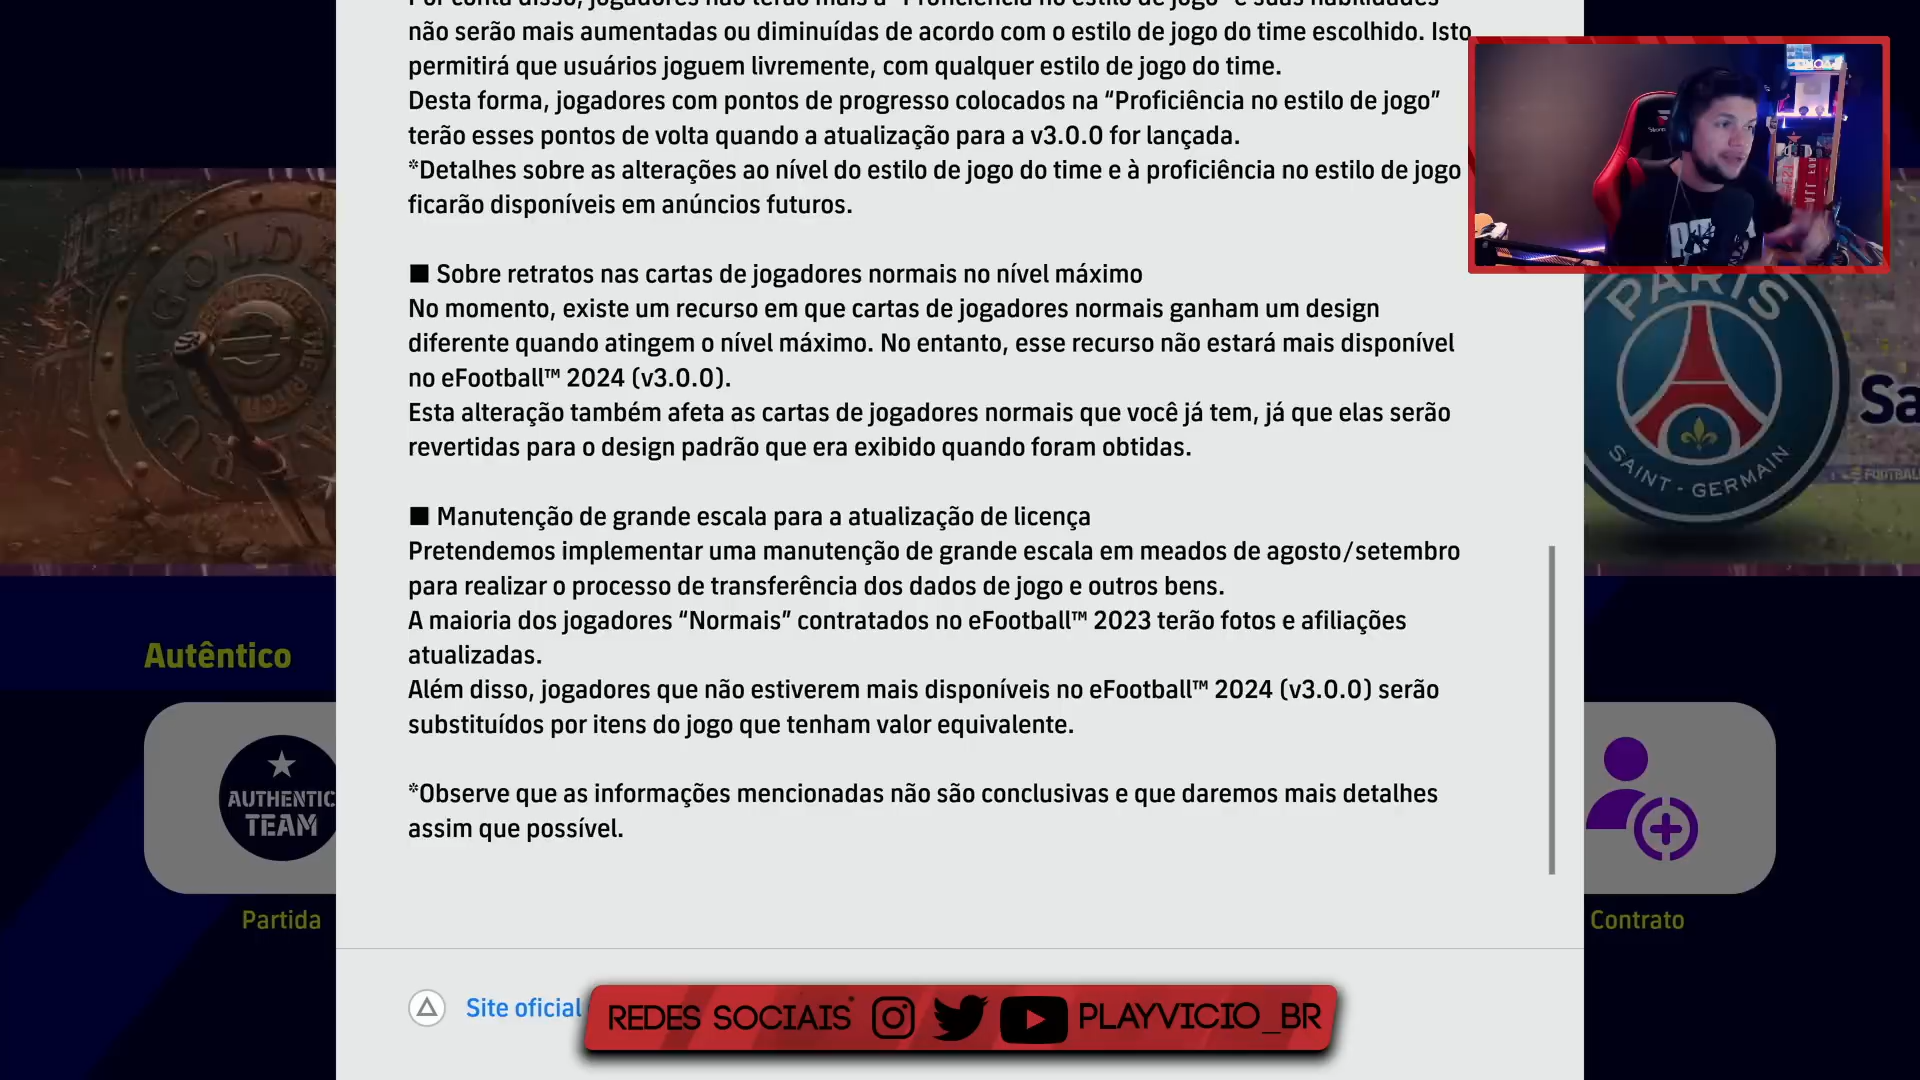 não serão mais aumentadas ou diminuídas de acordo com o estilo de jogo do time escolhido. Isto
permitirá que usuários joguem livremente, com qualquer estilo de jogo do time.
Desta forma, jogadores com pontos de progresso colocados na “Proficiência no estilo de jogo”
terão esses pontos de volta quando a atualização para a v3.0.0 for lançada.
*Detalhes sobre as alterações ao nível do estilo de jogo do time e à proficiência no estilo de jogo
ficarão disponíveis em anúncios futuros.
■ Sobre retratos nas cartas de jogadores normais no nível máximo
No momento, existe um recurso em que cartas de jogadores normais ganham um design
diferente quando atingem o nível máximo. No entanto, esse recurso não estará mais disponível
no eFootball™ 2024 (v3.0.0).
Esta alteração também afeta as cartas de jogadores normais que você já tem, já que elas serão
revertidas para o design padrão que era exibido quando foram obtidas.
■ Manutenção de grande escala para a atualização de licença
Pretendemos implementar uma manutenção de grande escala em meados de agosto/setembro
para realizar o processo de transferência dos dados de jogo e outros bens.
A maioria dos jogadores “Normais” contratados no eFootball™ 2023 terão fotos e afiliações
atualizadas.
Além disso, jogadores que não estiverem mais disponíveis no eFootball™ 2024 (v3.0.0) serão
substituídos por itens do jogo que tenham valor equivalente.
*Observe que as informações mencionadas não são conclusivas e que daremos mais detalhes
assim que possível.
Site oficial
REDES SOCIAIS PLAYVICIO_BR
Autêntico
AUTHENTIC
TEAM
Partida
PARIS
SAINT - GERMAIN
Sa
Contrato